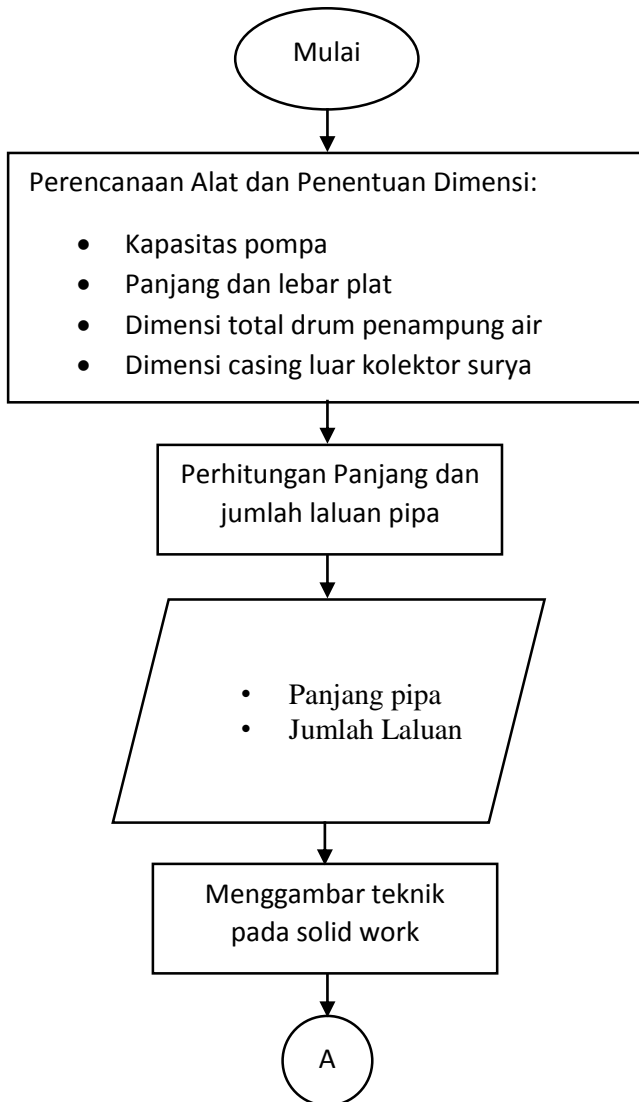 Mulai
Perencanaan Alat dan Penentuan Dimensi:
• Kapasitas pompa
• Panjang dan lebar plat
• Dimensi total drum penampung air
• Dimensi casing luar kolektor surya
Perhitungan Panjang dan
jumlah laluan pipa
• Panjang pipa
• Jumlah Laluan
Menggambar teknik
pada solid work
A